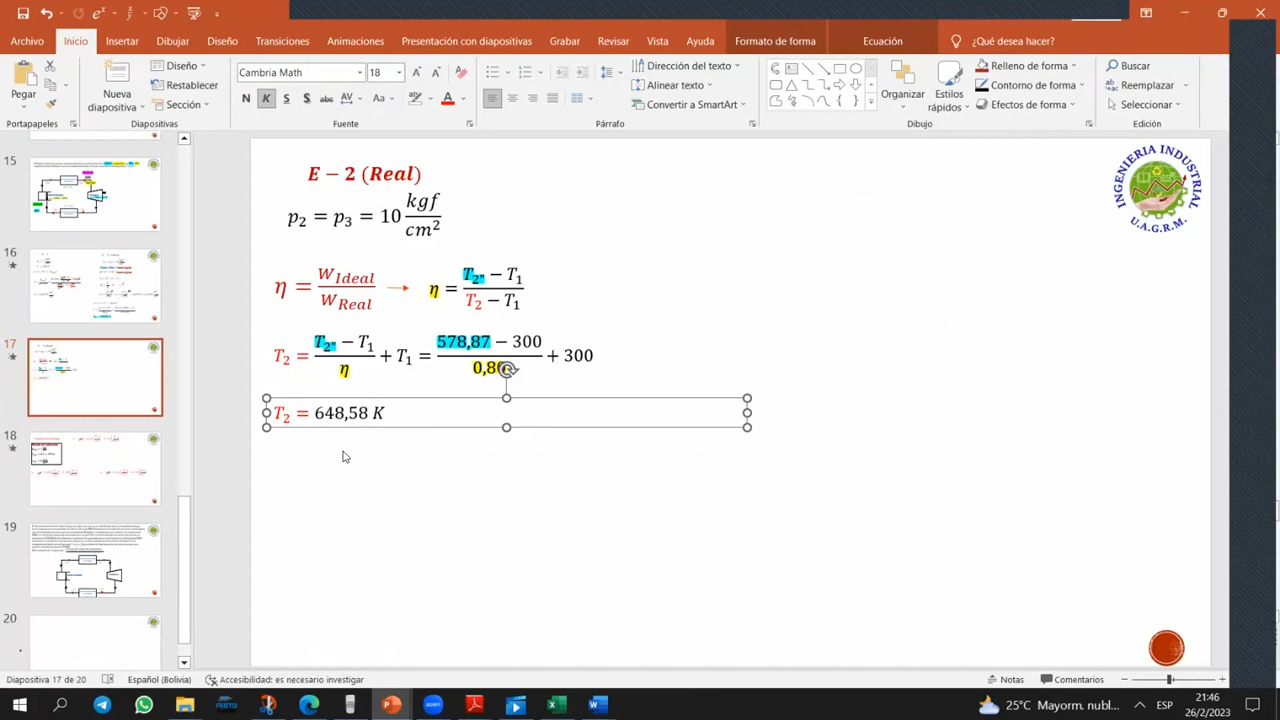 Archivo Inicio Insertar Dibujar Diseño Transiciones Animaciones Presentación con diapositivas Grabar Revisar Vista Ayuda Formato de forma Ecuación ¿Qué desea hacer?
Pegar
Nueva diapositiva
Diseño
Restablecer
Sección
Cambria Math 18
N K S S abc AV Aa A
Dirección del texto
Alinear texto
Convertir a SmartArt
Organizar
Estilos rápidos
Relleno de forma
Contorno de forma
Efectos de forma
Buscar
Reemplazar
Seleccionar
Portapapeles Diapositivas Fuente Párrafo Dibujo Edición
15
16
17
18
19
20
E − 2 (Real)
p₂ = p₃ = 10 kgf/cm²
η = W_Ideal/W_Real → η = (T₂" − T₁)/(T₂ − T₁)
T₂ = (T₂" − T₁)/η + T₁ = (578,87 − 300)/0,8 + 300
T₂ = 648,58 K
INGENIERIA INDUSTRIAL
U.A.G.R.M.
Diapositiva 17 de 20 Español (Bolivia) Accesibilidad: es necesario investigar Notas Comentarios
FESTO zoom
25°C Mayorm. nubl... ESP 21:46
26/2/2023